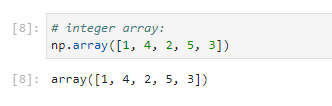 [8]: # integer array:
np.array([1, 4, 2, 5, 3])
[8]: array([1, 4, 2, 5, 3])